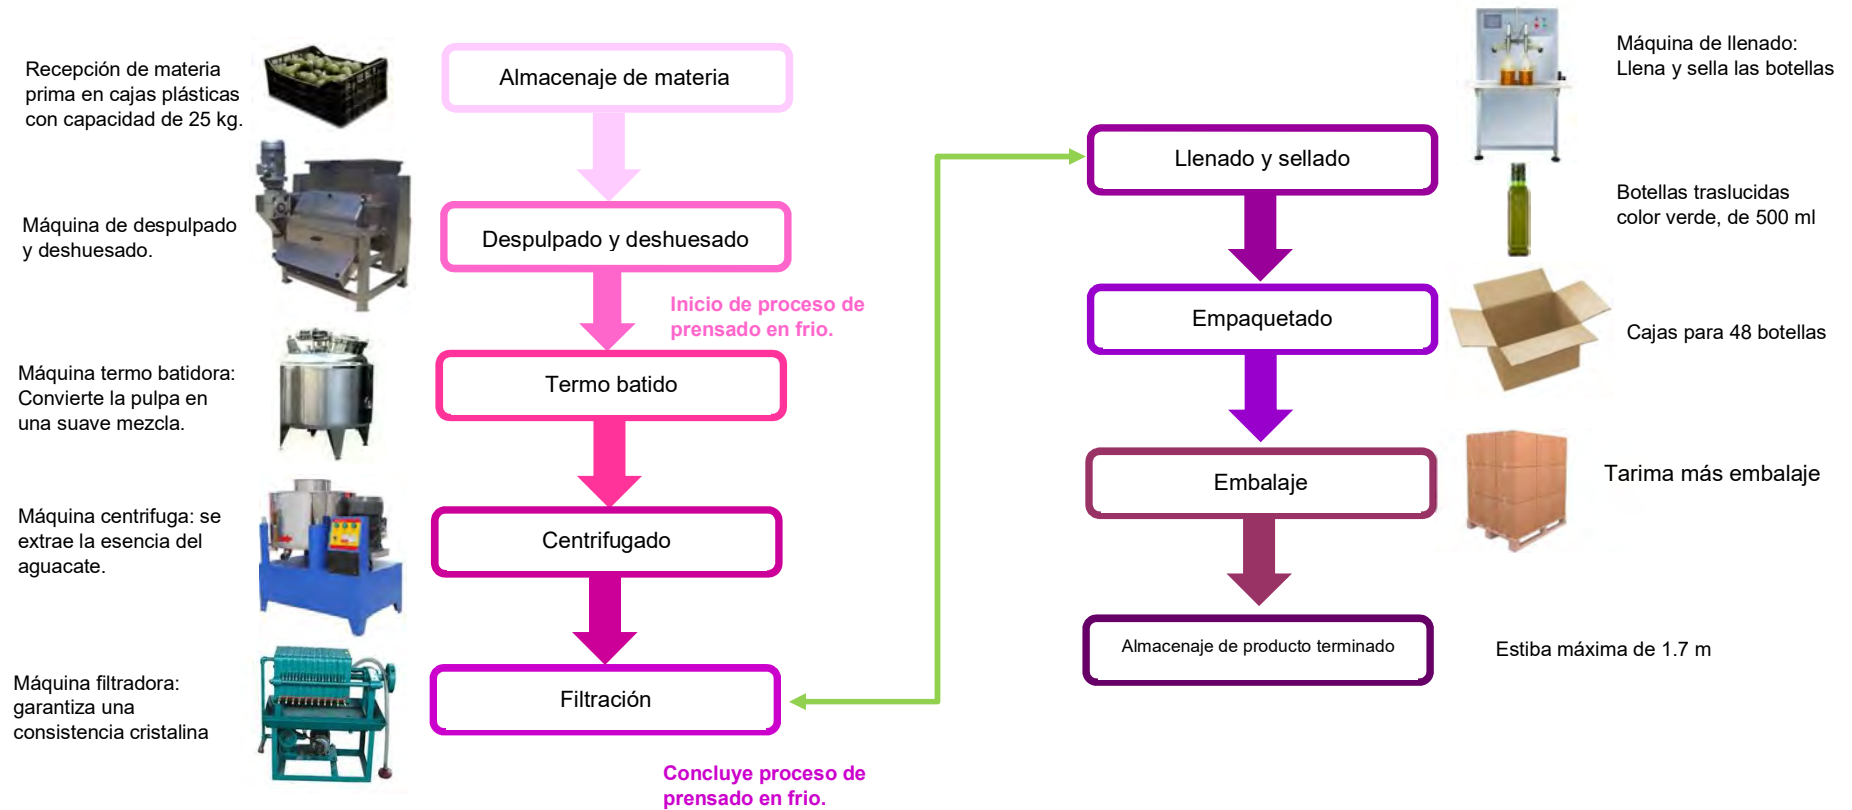 Recepción de materia
prima en cajas plásticas
con capacidad de 25 kg.
Almacenaje de materia
Máquina de despulpado
y deshuesado.
Despulpado y deshuesado
Inicio de proceso de
prensado en frio.
Máquina termo batidora:
Convierte la pulpa en
una suave mezcla.
Termo batido
Máquina centrifuga: se
extrae la esencia del
aguacate.
Centrifugado
Máquina filtradora:
garantiza una
consistencia cristalina
Filtración
Concluye proceso de
prensado en frio.
Máquina de llenado:
Llena y sella las botellas
Llenado y sellado
Botellas traslucidas
color verde, de 500 ml
Empaquetado
Cajas para 48 botellas
Embalaje
Tarima más embalaje
Almacenaje de producto terminado
Estiba máxima de 1.7 m